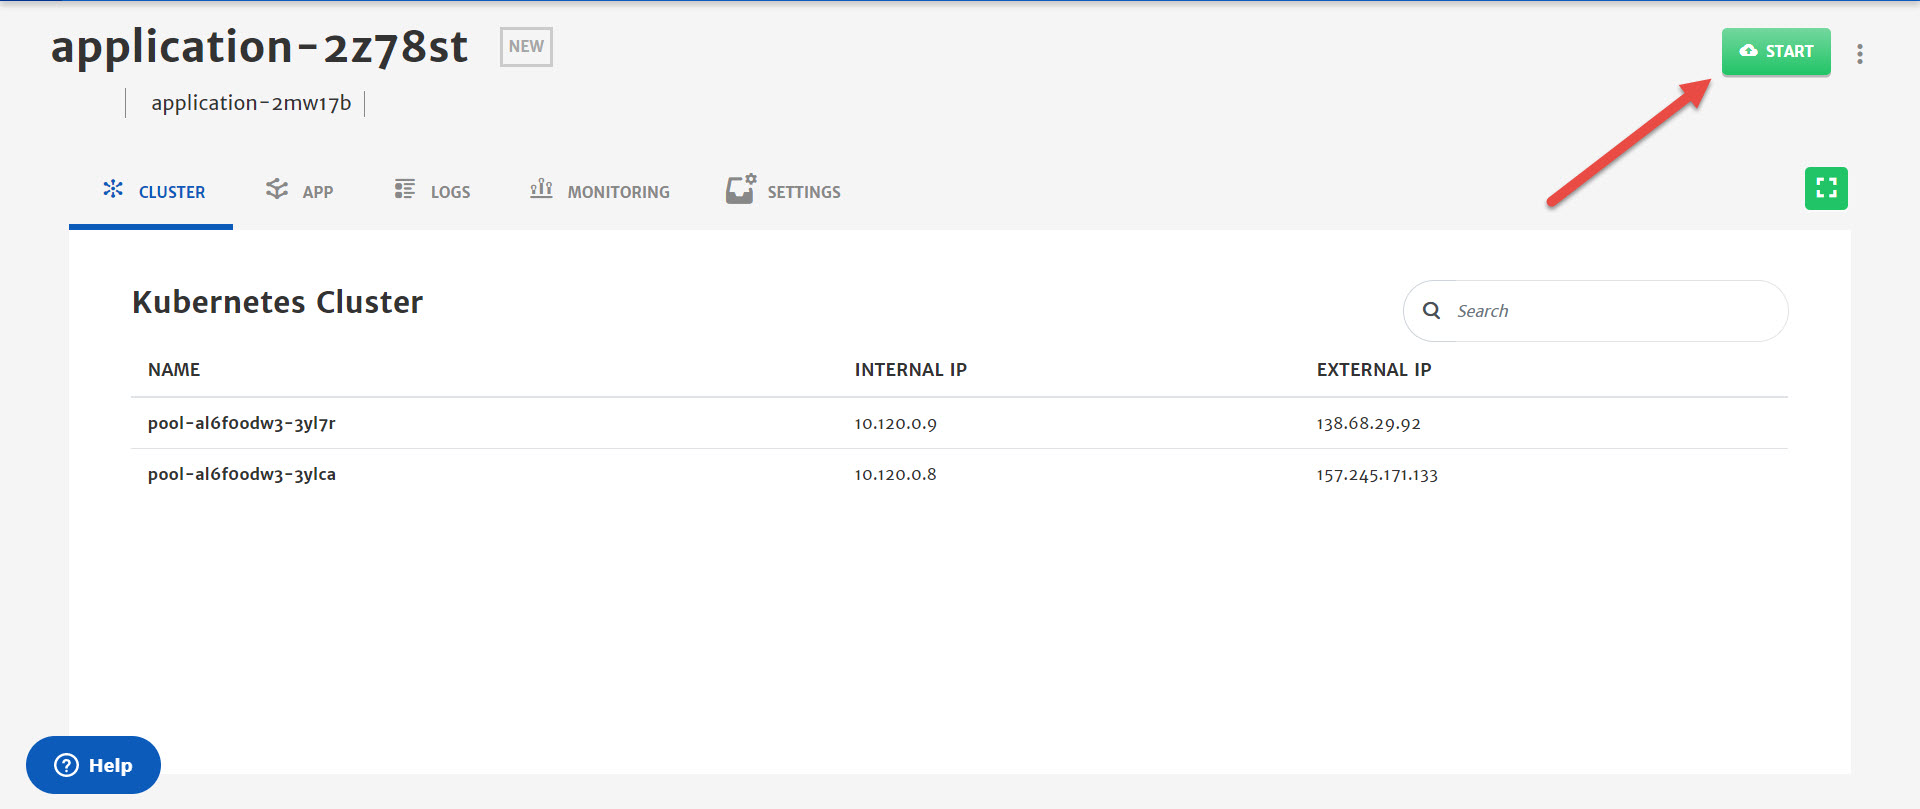 application-2z78st NEW
START
application-2mw17b
CLUSTER APP LOGS MONITORING SETTINGS
Kubernetes Cluster
Search
NAME INTERNAL IP EXTERNAL IP
pool-al6f0odw3-3yl7r 10.120.0.9 138.68.29.92
pool-al6f0odw3-3ylca 10.120.0.8 157.245.171.133
? Help